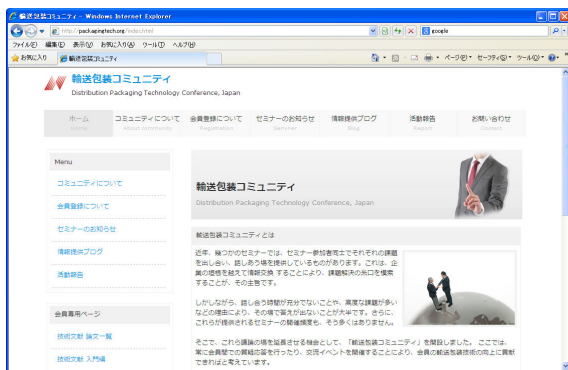 輸送包装コミュニティ - Windows Internet Explorer
http://packagingtech.org/index.html
google
ファイル(F) 編集(E) 表示(V) お気に入り(A) ツール(T) ヘルプ(H)
お気に入り 輸送包装コミュニティ
ページ(P) セーフティ(S) ツール(O)
輸送包装コミュニティ
Distribution Packaging Technology Conference, Japan
ホーム コミュニティについて 会員登録について セミナーのお知らせ 情報提供ブログ 活動報告 お問い合わせ
Home About community Registration Seminer Blog Report Contact
Menu
コミュニティについて
会員登録について
セミナーのお知らせ
情報提供ブログ
活動報告
会員専用ページ
技術文献 論文一覧
技術文献 入門編
輸送包装コミュニティ
Distribution Packaging Technology Conference, Japan
輸送包装コミュニティとは
近年、幾つかのセミナーでは、セミナー参加者同士でそれぞれの課題
を出し合い、話しあう場を提供しているものがあります。これは、企
業の垣根を越えて情報交換 することにより、課題解決の糸口を模索
することが、その主旨です。
しかしながら、話し合う時間が充分でないことや、高度な課題が多い
などの理由により、その場で答えが出ないことが大半です。さらに、
これらが提供されるセミナーの開催頻度も、そう多くはありません。
そこで、これら議論の場を延長させる機会として、「輸送包装コミュニティ」を開設しました。 ここでは、
常に会員間での質疑応答を行ったり、交流イベントを開催することにより、会員の輸送包装技術の向上に貢献
できればと考えています。